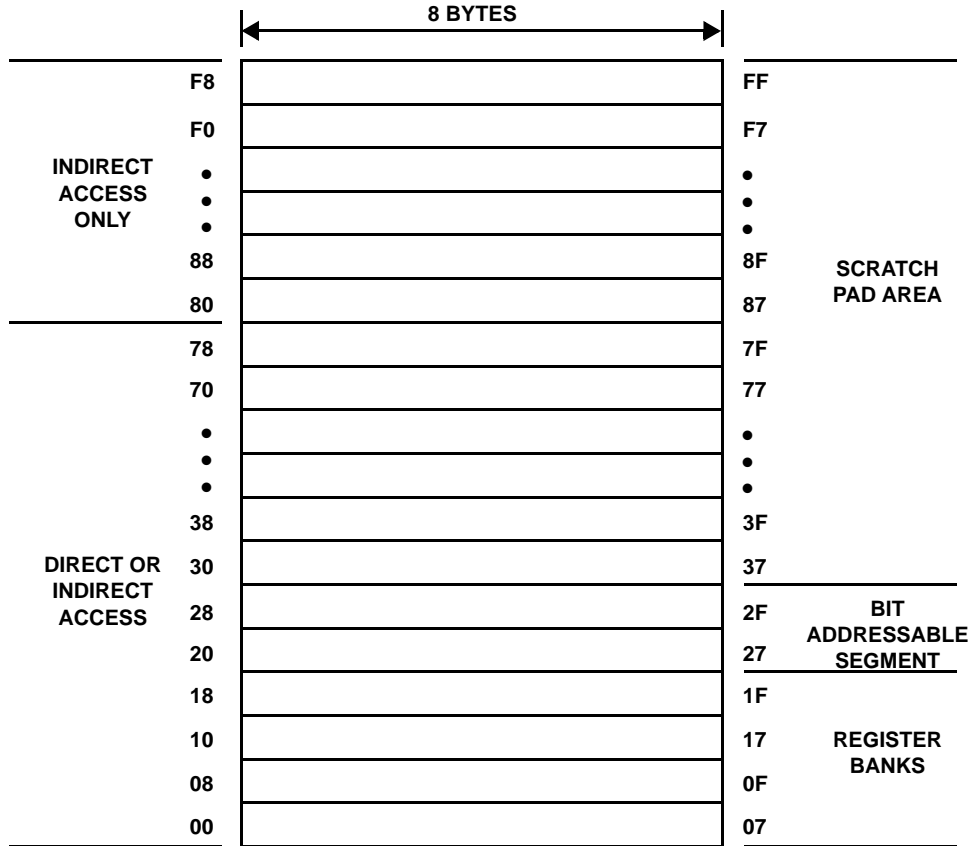 8 BYTES
F8 FF
F0 F7
INDIRECT
ACCESS
ONLY
88 8F
80 87
SCRATCH
PAD AREA
78 7F
70 77
38 3F
30 37
DIRECT OR
INDIRECT
ACCESS
28 2F
20 27
BIT
ADDRESSABLE
SEGMENT
18 1F
10 17
08 0F
00 07
REGISTER
BANKS